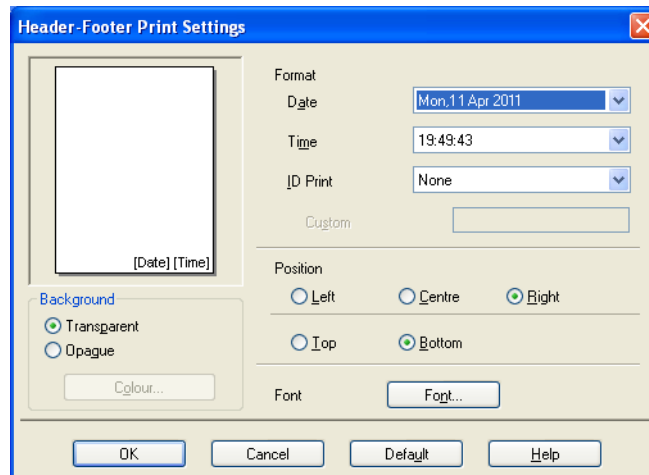 Header-Footer Print Settings
Format
Date
Mon,11 Apr 2011
Time
19:49:43
ID Print
None
Custom
[Date] [Time]
Position
Left
Centre
Right
Background
Transparent
Opaque
Top
Bottom
Colour...
Font
Font...
OK
Cancel
Default
Help